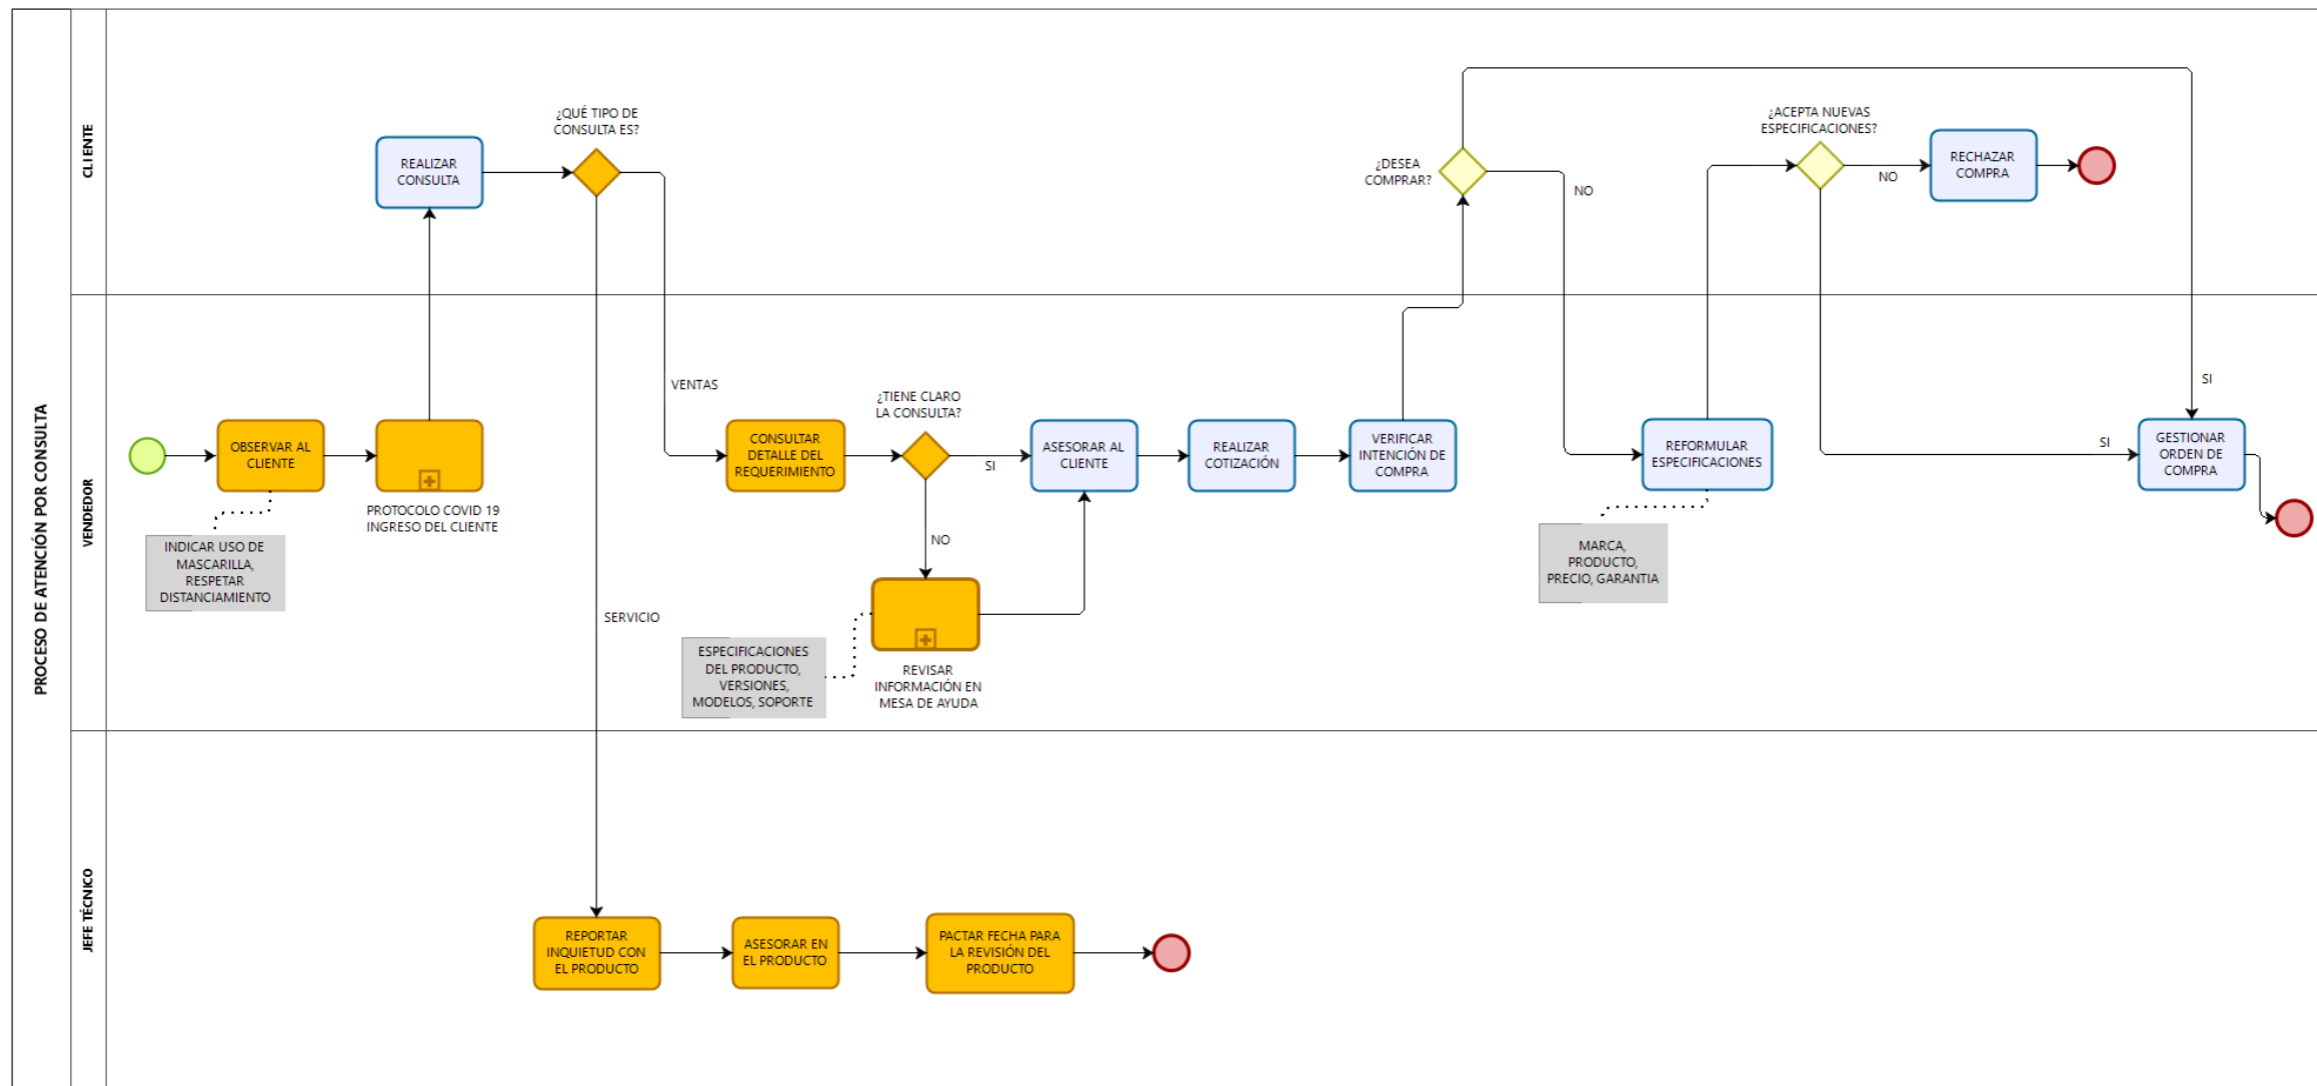 PROCESO DE ATENCIÓN POR CONSULTA
CLIENTE
REALIZAR
CONSULTA
¿QUÉ TIPO DE
CONSULTA ES?
¿DESEA
COMPRAR?
NO
¿ACEPTA NUEVAS
ESPECIFICACIONES?
NO
RECHAZAR
COMPRA
VENDEDOR
OBSERVAR AL
CLIENTE
INDICAR USO DE
MASCARILLA,
RESPETAR
DISTANCIAMIENTO
PROTOCOLO COVID 19
INGRESO DEL CLIENTE
VENTAS
SERVICIO
CONSULTAR
DETALLE DEL
REQUERIMIENTO
¿TIENE CLARO
LA CONSULTA?
SI
NO
ESPECIFICACIONES
DEL PRODUCTO,
VERSIONES,
MODELOS, SOPORTE
REVISAR
INFORMACIÓN EN
MESA DE AYUDA
ASESORAR AL
CLIENTE
REALIZAR
COTIZACIÓN
VERIFICAR
INTENCIÓN DE
COMPRA
REFORMULAR
ESPECIFICACIONES
MARCA,
PRODUCTO,
PRECIO, GARANTIA
SI
SI
GESTIONAR
ORDEN DE
COMPRA
JEFE TÉCNICO
REPORTAR
INQUIETUD CON
EL PRODUCTO
ASESORAR EN
EL PRODUCTO
PACTAR FECHA PARA
LA REVISIÓN DEL
PRODUCTO